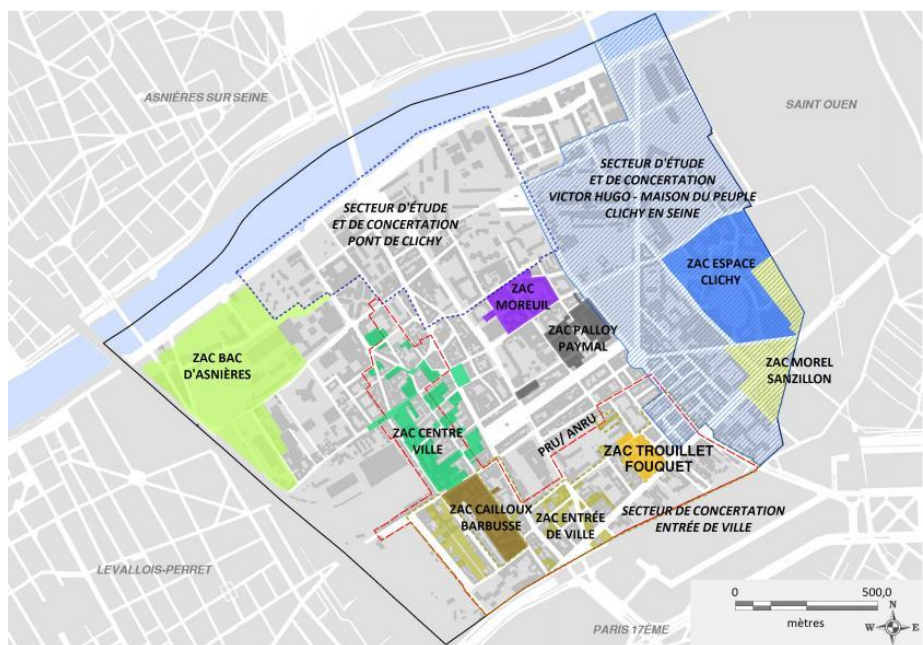 ASNIÈRES SUR SEINE
SAINT OUEN
SECTEUR D'ÉTUDE
ET DE CONCERTATION
VICTOR HUGO - MAISON DU PEUPLE
CLICHY EN SEINE
SECTEUR D'ÉTUDE
ET DE CONCERTATION
PONT DE CLICHY
ZAC ESPACE
CLICHY
ZAC
MOREUIL
ZAC PALLOY
PAYMAL
ZAC BAC
D'ASNIÈRES
ZAC MOREL
SANZILLON
ZAC CENTRE
VILLE
PRU/ ANRU
ZAC TROUILLET
FOUQUET
ZAC CAILLOUX
BARBUSSE
ZAC ENTRÉE
DE VILLE
SECTEUR DE CONCERTATION
ENTRÉE DE VILLE
LEVALLOIS-PERRET
PARIS 17ÈME
0 500,0
mètres
N
W E
S